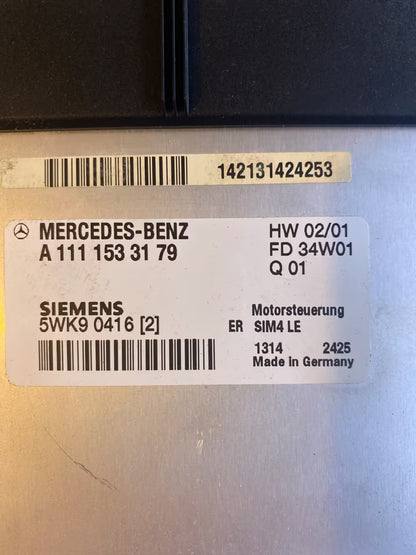 142131424253
MERCEDES-BENZ HW 02/01
A 111 153 31 79 FD 34W01
Q 01
SIEMENS Motorsteuerung
5WK9 0416 [2] ER SIM4 LE
1314 2425
Made in Germany